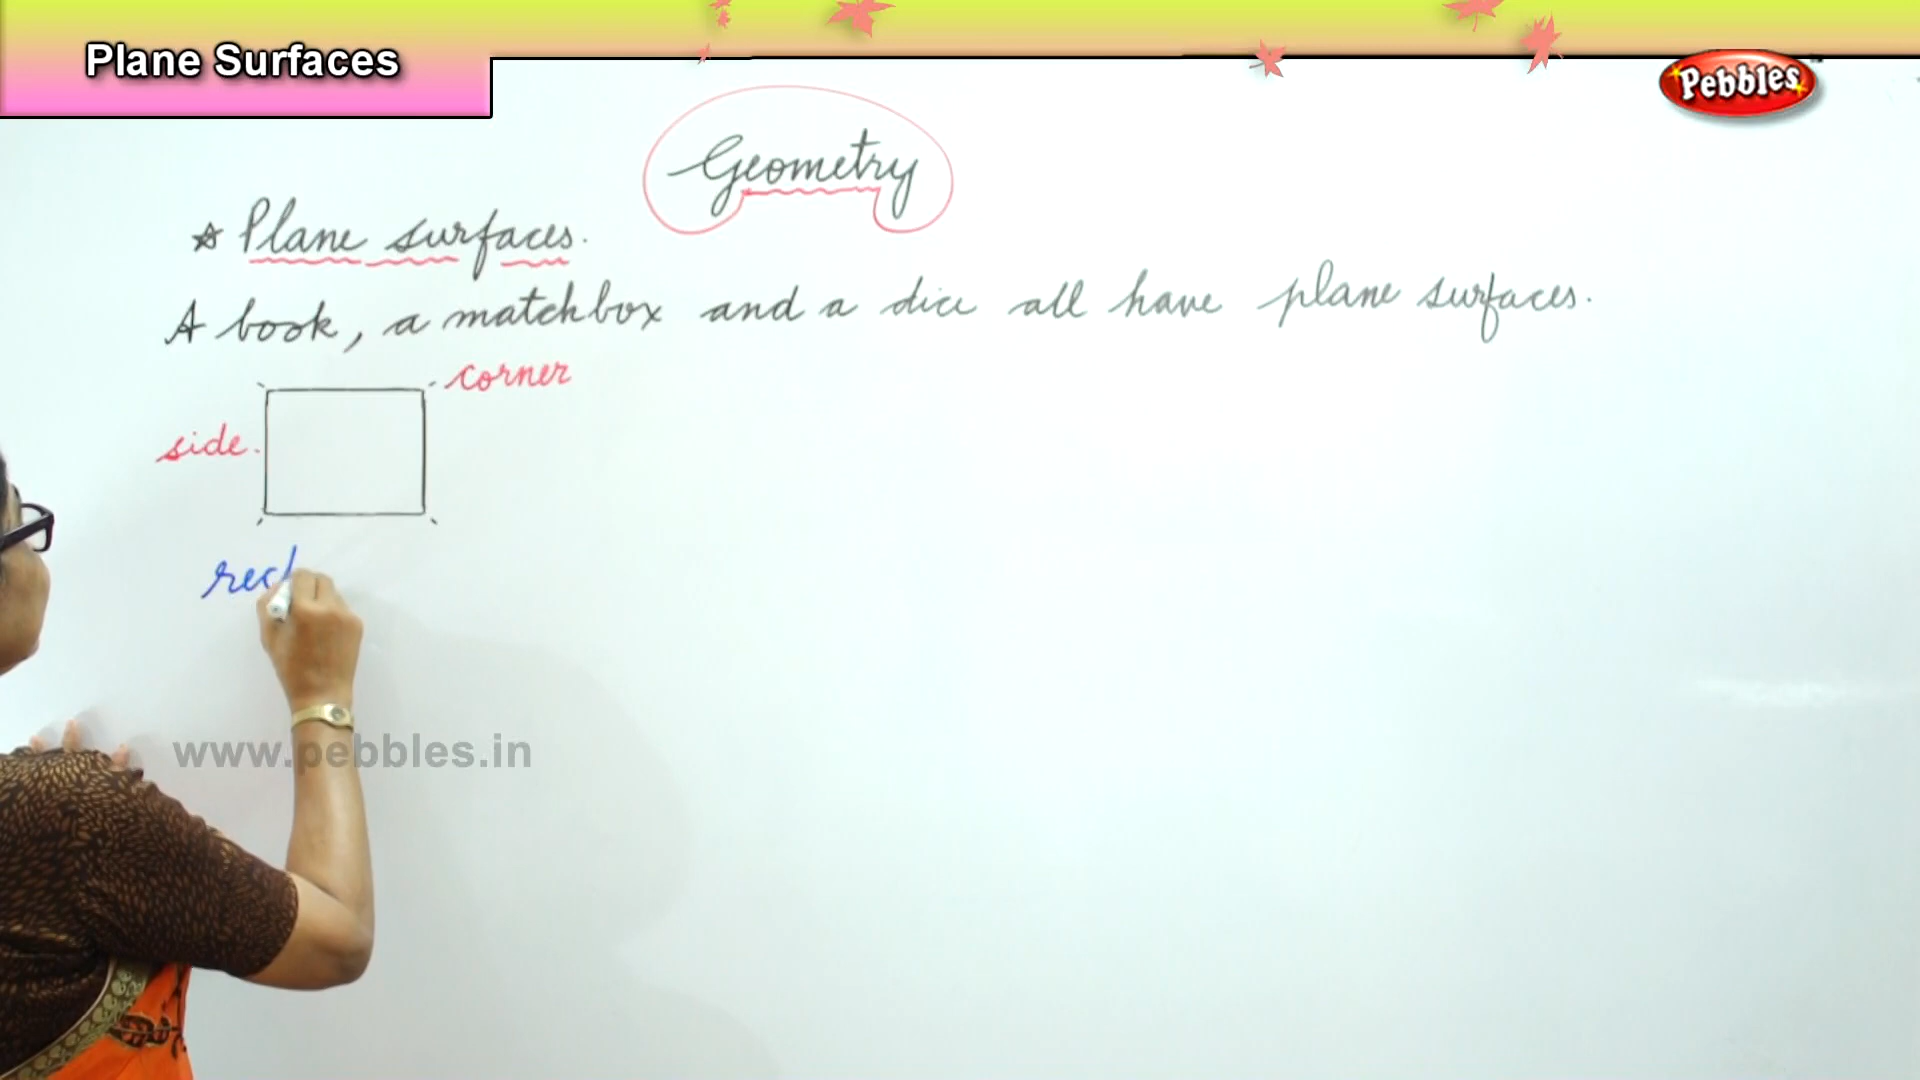 Plane Surfaces
Pebbles
Geometry
☆ Plane surfaces.
A book, a matchbox and a dice all have plane surfaces.
corner
side.
rect
www.pebbles.in